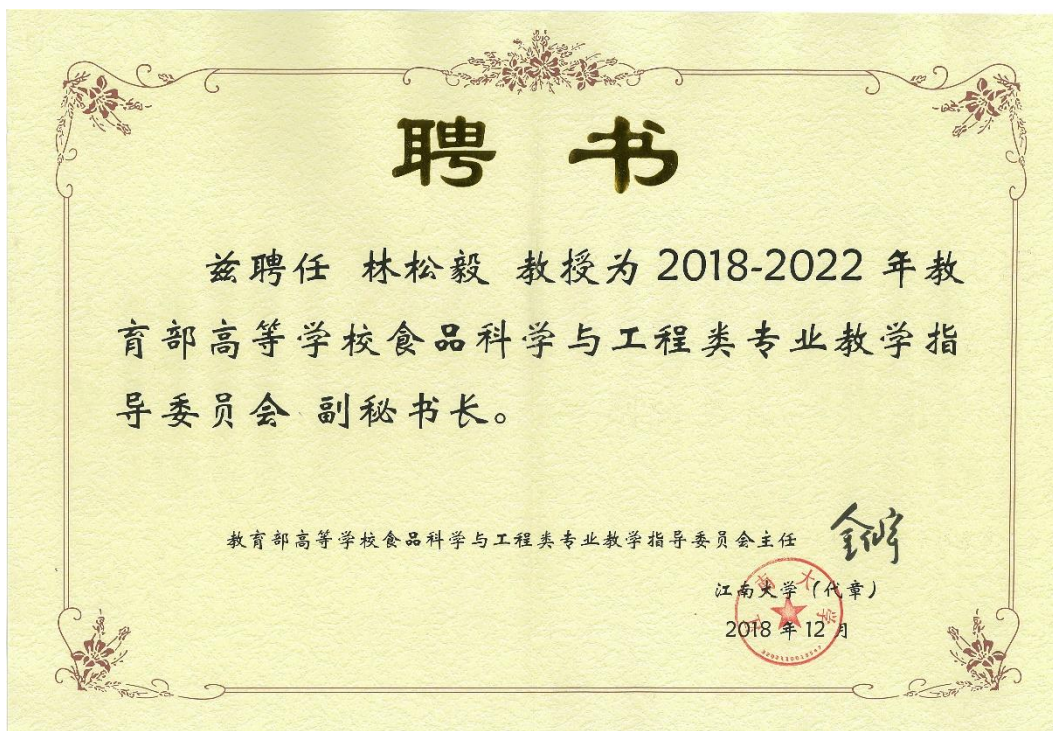 聘 书
兹聘任 林松毅 教授为 2018-2022 年教
育部高等学校食品科学与工程类专业教学指
导委员会 副秘书长。
教育部高等学校食品科学与工程类专业教学指导委员会主任
江南大学(代章)
2018 年 12 月
江南大学